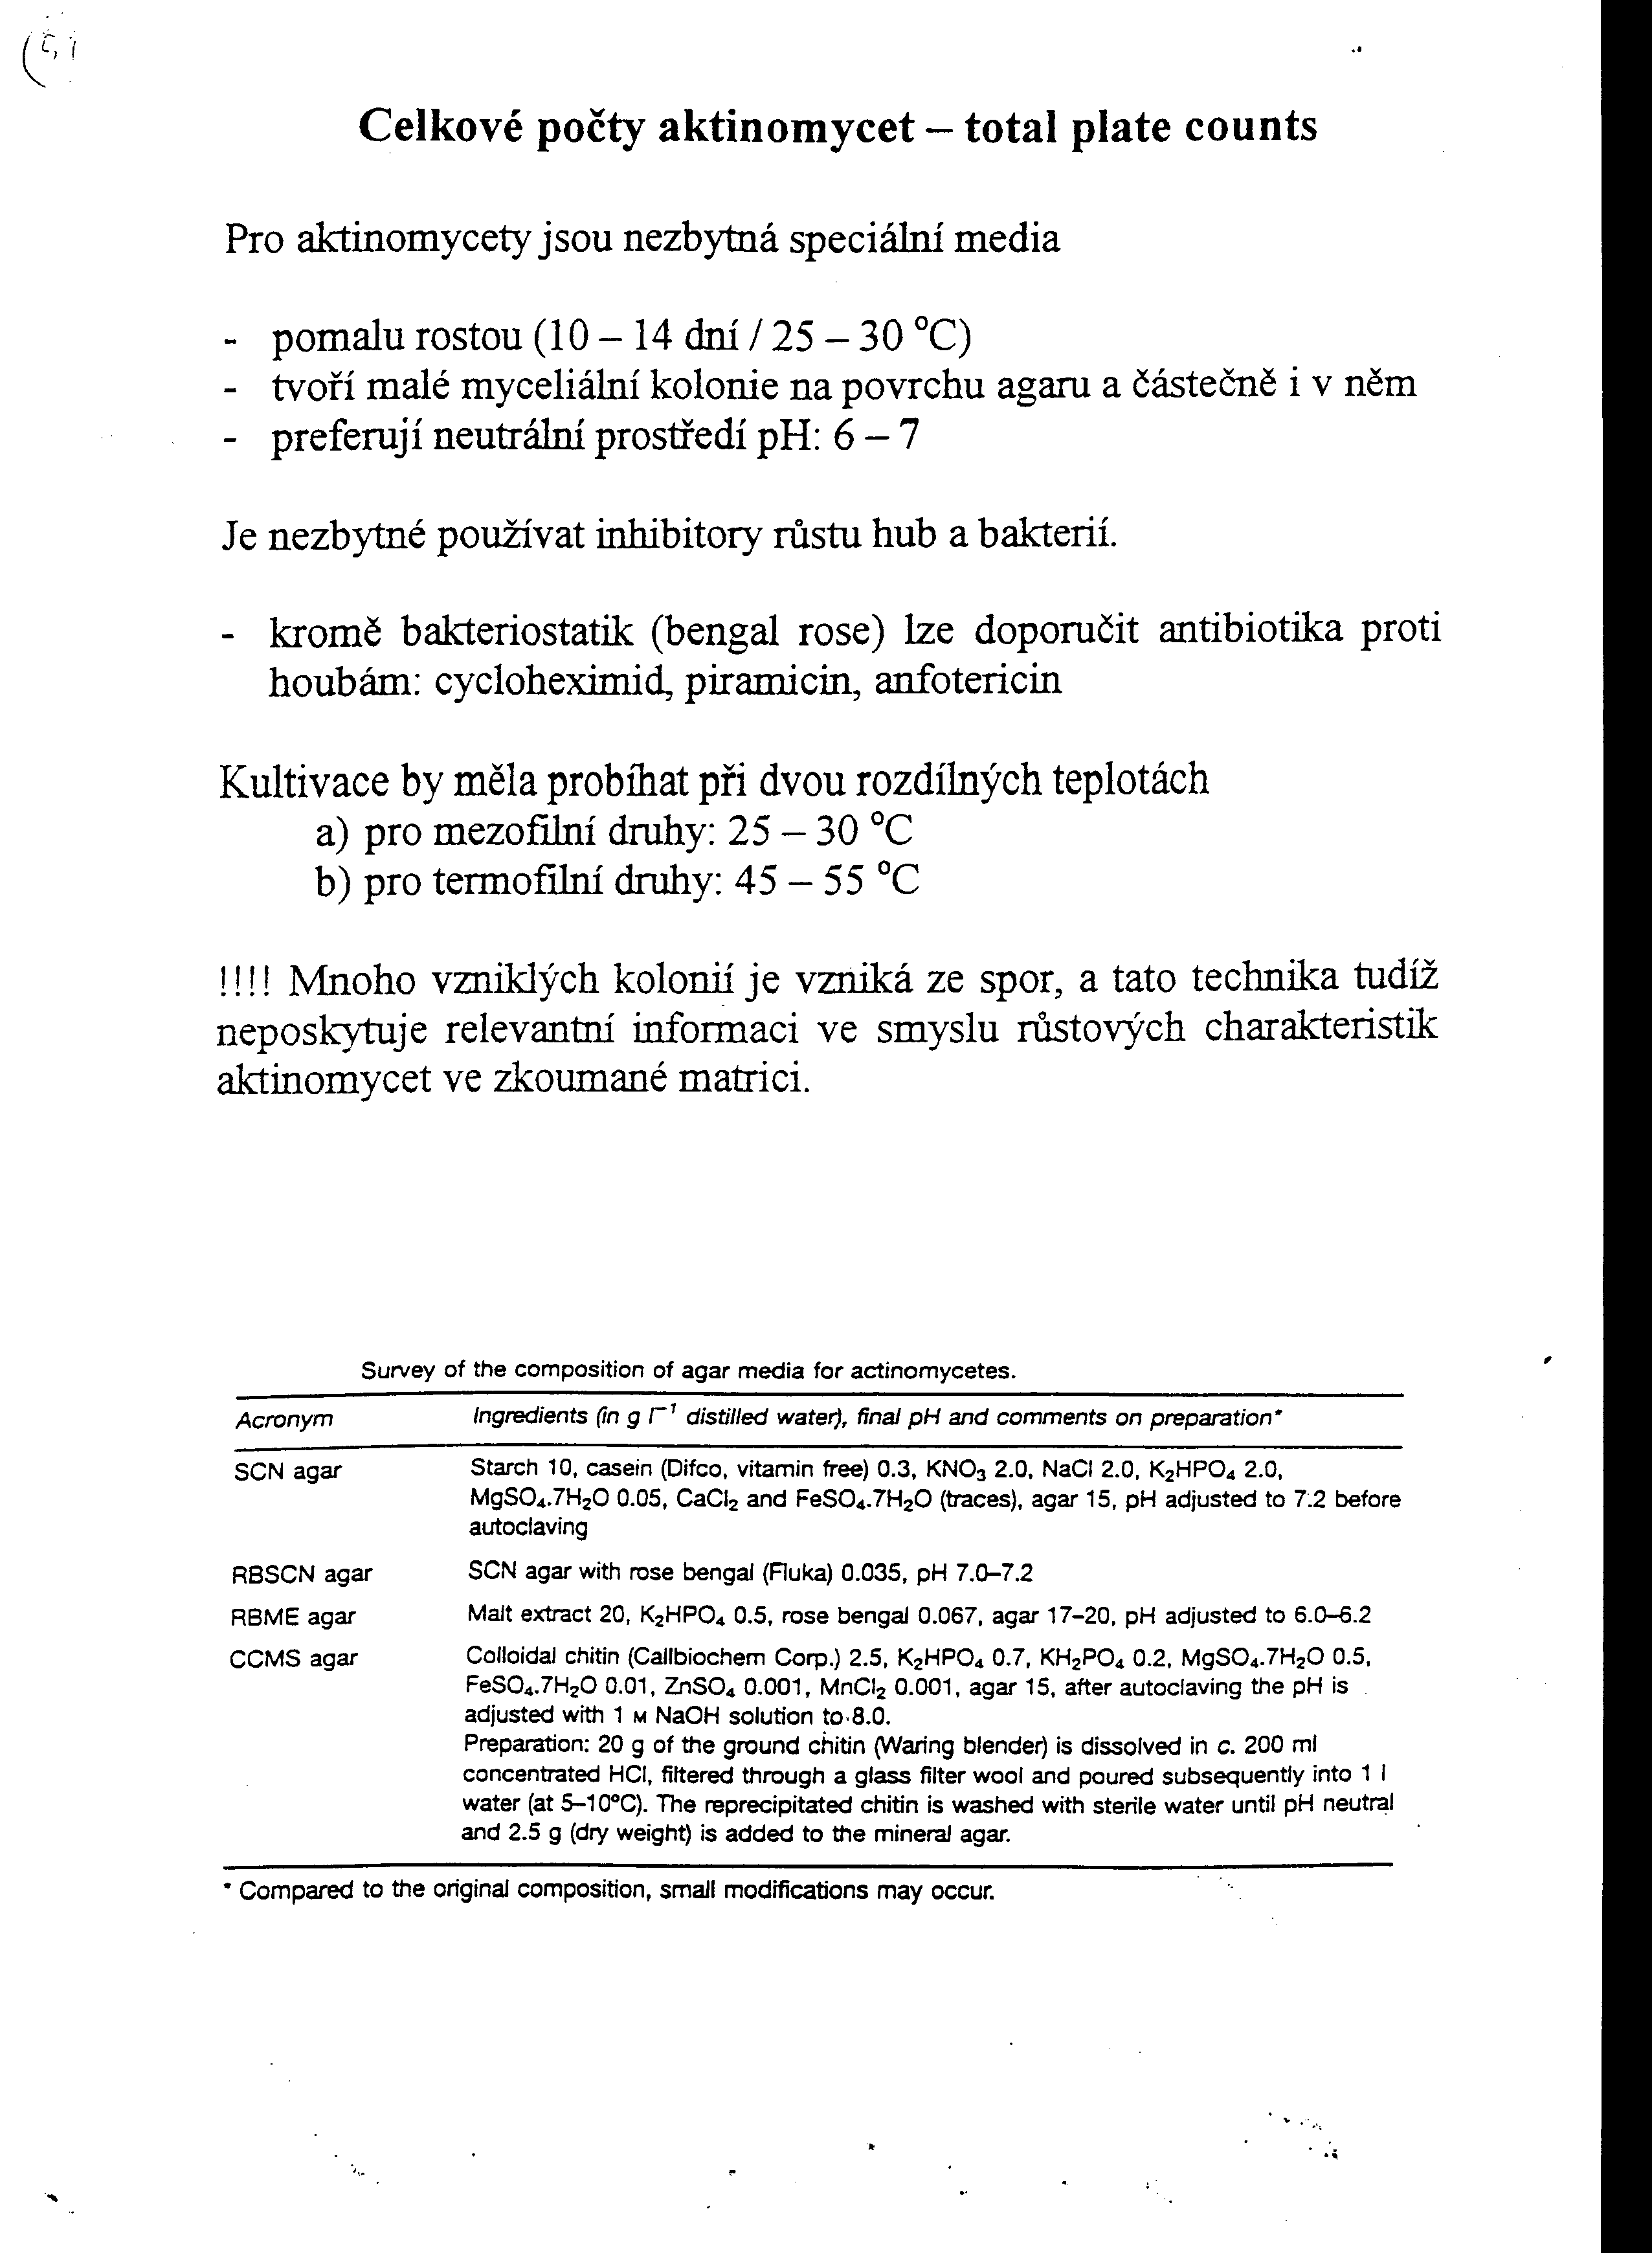 Celkové počty aktinomycet – total plate counts
Pro aktinomycety jsou nezbytná speciální media
- pomalu rostou (10 – 14 dní / 25 – 30 °C)
- tvoří malé myceliální kolonie na povrchu agaru a částečně i v něm
- preferují neutrální prostředí pH: 6 – 7
Je nezbytné používat inhibitory růstu hub a bakterií.
- kromě bakteriostatik (bengal rose) lze doporučit antibiotika proti
houbám: cycloheximid, piramicin, anfotericin
Kultivace by měla probíhat při dvou rozdílných teplotách
a) pro mezofilní druhy: 25 – 30 °C
b) pro termofilní druhy: 45 – 55 °C
!!!! Mnoho vzniklých kolonií je vzniká ze spor, a tato technika tudíž
neposkytuje relevantní informaci ve smyslu růstových charakteristik
aktinomycet ve zkoumané matrici.
Survey of the composition of agar media for actinomycetes.
Acronym Ingredients (in g l⁻¹ distilled water), final pH and comments on preparation*
SCN agar Starch 10, casein (Difco, vitamin free) 0.3, KNO₃ 2.0, NaCl 2.0, K₂HPO₄ 2.0,
MgSO₄.7H₂O 0.05, CaCl₂ and FeSO₄.7H₂O (traces), agar 15, pH adjusted to 7.2 before
autoclaving
RBSCN agar SCN agar with rose bengal (Fluka) 0.035, pH 7.0–7.2
RBME agar Malt extract 20, K₂HPO₄ 0.5, rose bengal 0.067, agar 17–20, pH adjusted to 6.0–6.2
CCMS agar Colloidal chitin (Callbiochem Corp.) 2.5, K₂HPO₄ 0.7, KH₂PO₄ 0.2, MgSO₄.7H₂O 0.5,
FeSO₄.7H₂O 0.01, ZnSO₄ 0.001, MnCl₂ 0.001, agar 15, after autoclaving the pH is
adjusted with 1 M NaOH solution to 8.0.
Preparation: 20 g of the ground chitin (Waring blender) is dissolved in c. 200 ml
concentrated HCl, filtered through a glass filter wool and poured subsequently into 1 l
water (at 5–10°C). The reprecipitated chitin is washed with sterile water until pH neutral
and 2.5 g (dry weight) is added to the mineral agar.
* Compared to the original composition, small modifications may occur.